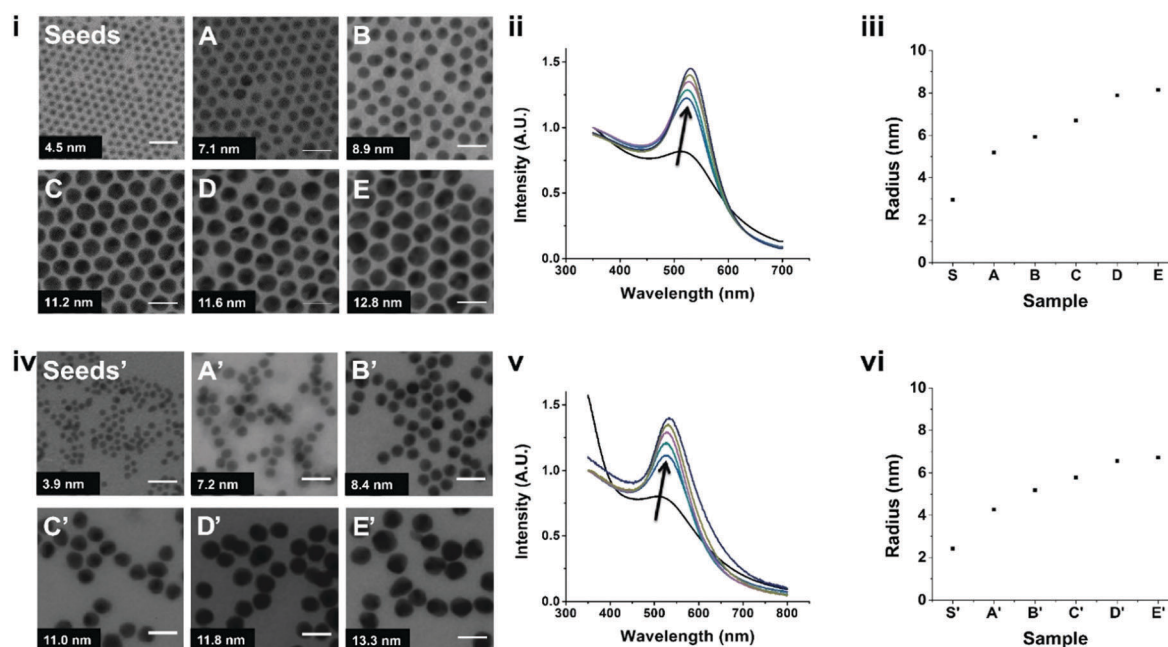 i
Seeds
4.5 nm
A
7.1 nm
B
8.9 nm
C
11.2 nm
D
11.6 nm
E
12.8 nm
ii
Intensity (A.U.)
1.5
1.0
0.5
0.0
300 400 500 600 700
Wavelength (nm)
iii
Radius (nm)
10
8
6
4
2
0
S A B C D E
Sample
iv
Seeds’
3.9 nm
A’
7.2 nm
B’
8.4 nm
C’
11.0 nm
D’
11.8 nm
E’
13.3 nm
v
Intensity (A.U.)
1.5
1.0
0.5
0.0
300 400 500 600 700 800
Wavelength (nm)
vi
Radius (nm)
10
8
6
4
2
0
S' A' B' C' D' E'
Sample